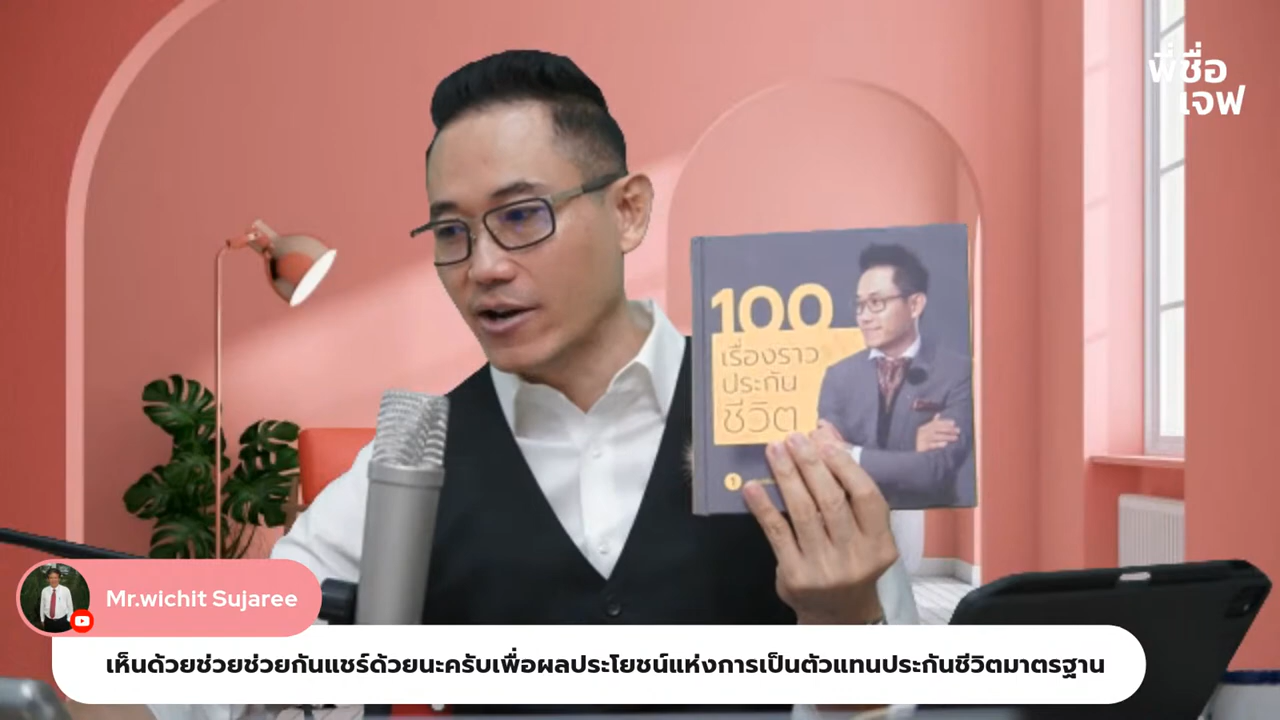 พี่ชื่อ
เจฟ
100
เรื่องราว
ประกัน
ชีวิต
1
Mr.wichit Sujaree
เห็นด้วยช่วยช่วยกันแชร์ด้วยนะครับเพื่อผลประโยชน์แห่งการเป็นตัวแทนประกันชีวิตมาตรฐาน